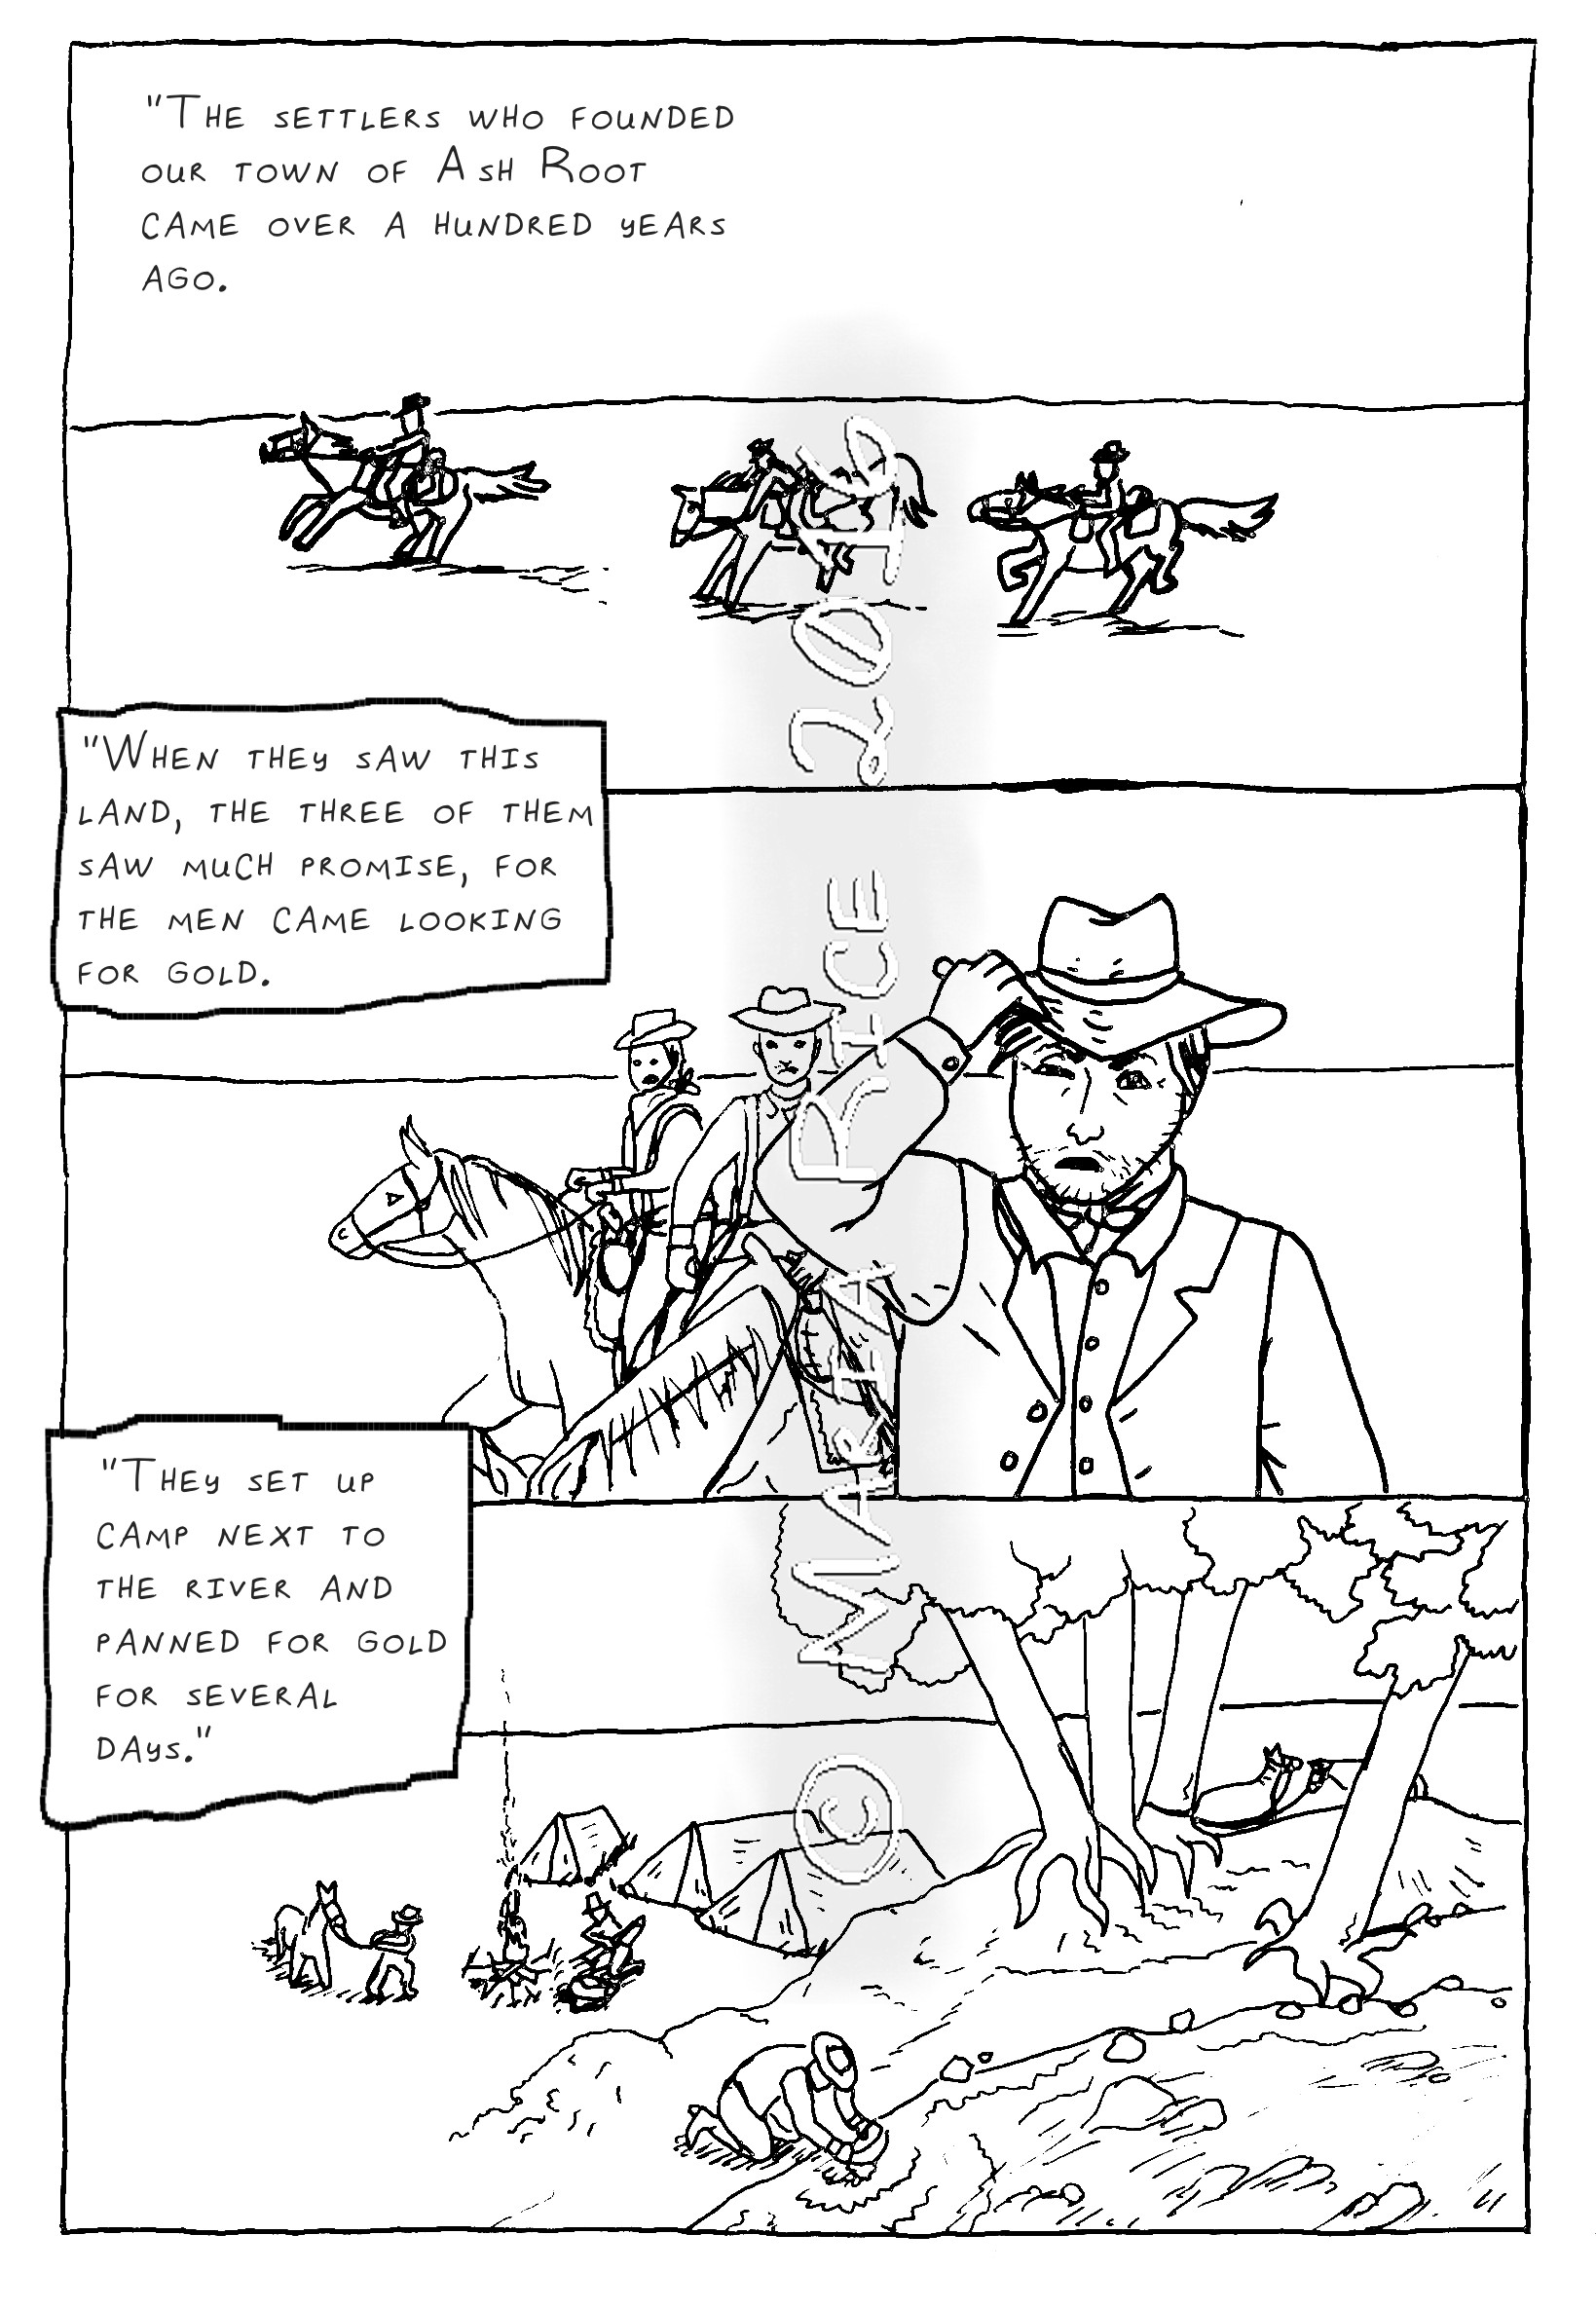 "The settlers who founded
our town of Ash Root
came over a hundred years
ago.
"When they saw this
land, the three of them
saw much promise, for
the men came looking
for gold.
"They set up
camp next to
the river and
panned for gold
for several
days."
© Marea Rice 2016